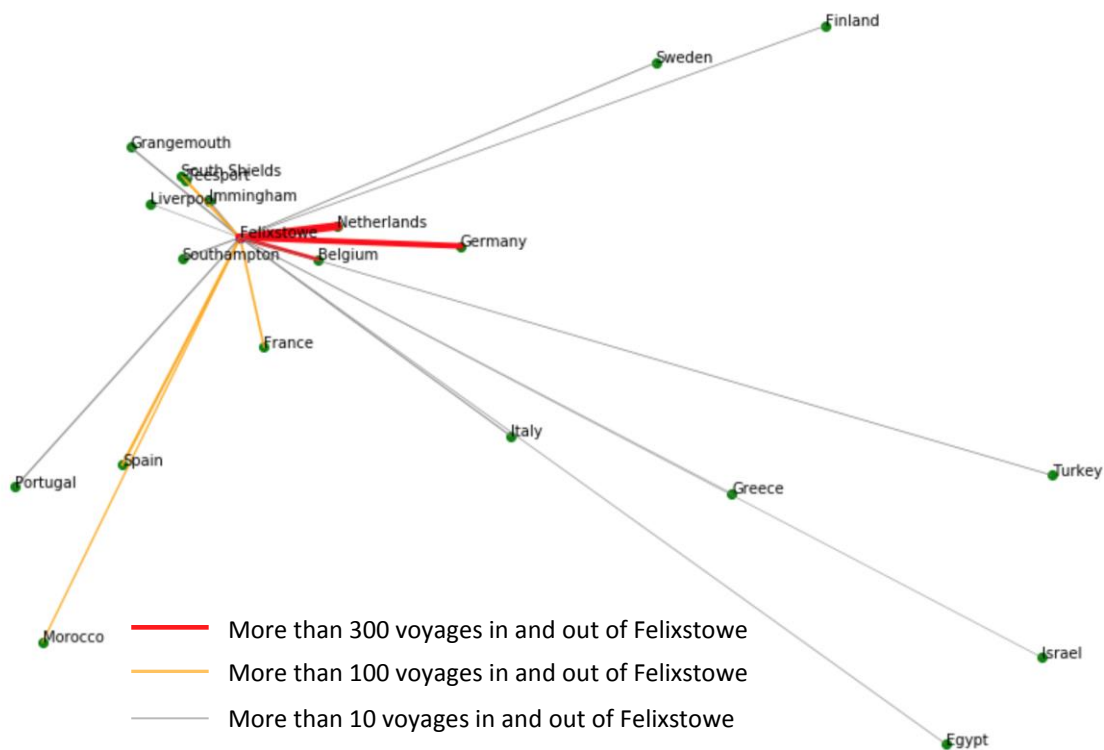 Finland
Sweden
Grangemouth
South Shields
Teesport
Immingham
Liverpool
Netherlands
Felixstowe
Germany
Southampton
Belgium
France
Italy
Spain
Portugal
Turkey
Greece
Morocco
More than 300 voyages in and out of Felixstowe
Israel
More than 100 voyages in and out of Felixstowe
More than 10 voyages in and out of Felixstowe
Egypt